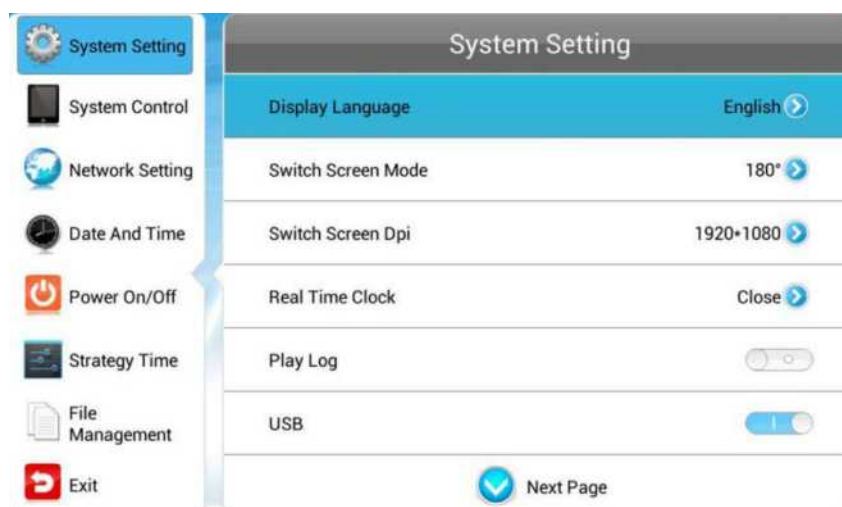 System Setting
System Control
Network Setting
Date And Time
Power On/Off
Strategy Time
File
Management
Exit
System Setting
Display Language English
Switch Screen Mode 180°
Switch Screen Dpi 1920*1080
Real Time Clock Close
Play Log
USB
Next Page